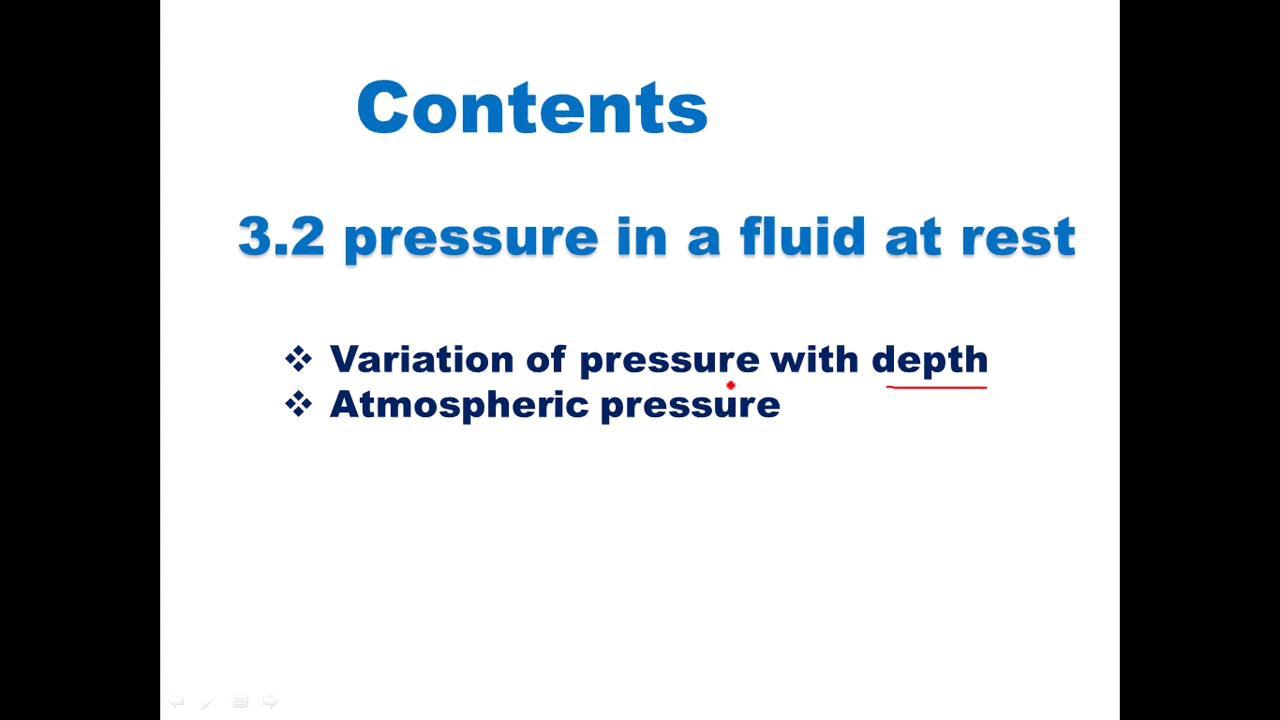 Contents
3.2 pressure in a fluid at rest
❖ Variation of pressure with depth
❖ Atmospheric pressure